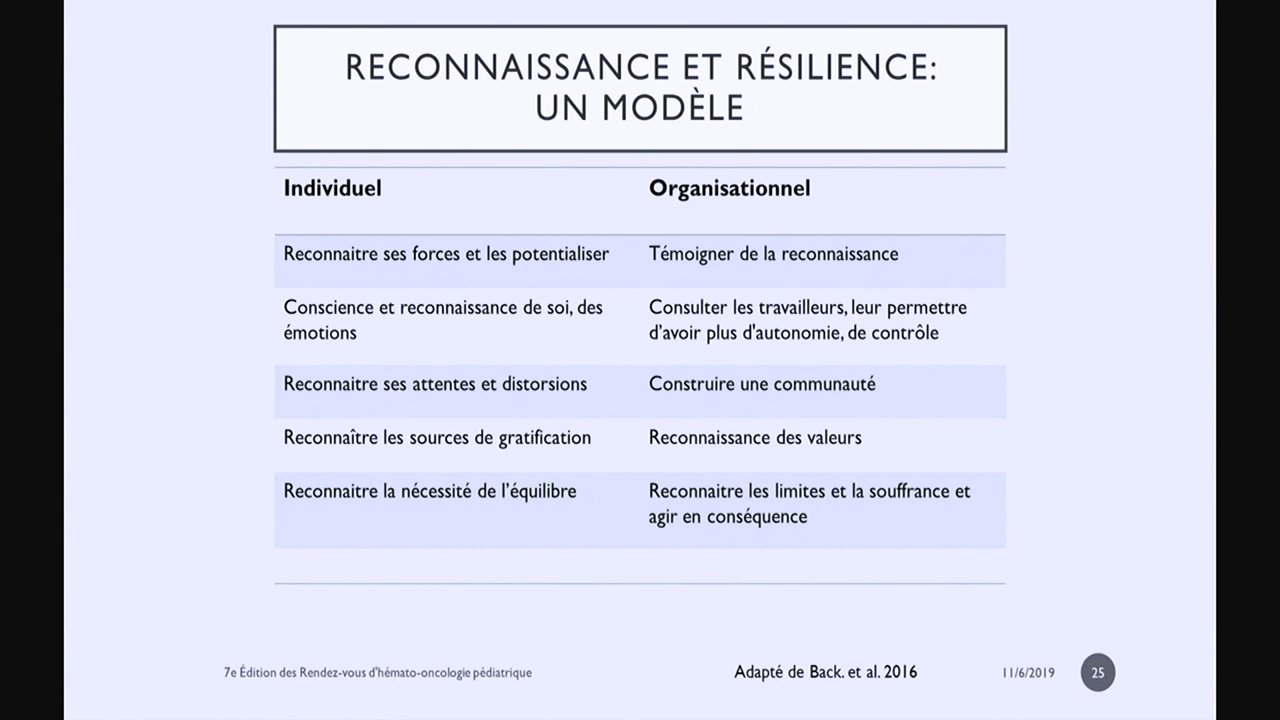 RECONNAISSANCE ET RÉSILIENCE:
UN MODÈLE
Individuel
Organisationnel
Reconnaitre ses forces et les potentialiser
Témoigner de la reconnaissance
Conscience et reconnaissance de soi, des
émotions
Consulter les travailleurs, leur permettre
d'avoir plus d'autonomie, de contrôle
Reconnaitre ses attentes et distorsions
Construire une communauté
Reconnaître les sources de gratification
Reconnaissance des valeurs
Reconnaitre la nécessité de l'équilibre
Reconnaitre les limites et la souffrance et
agir en conséquence
7e Édition des Rendez-vous d'hémato-oncologie pédiatrique
Adapté de Back. et al. 2016
11/6/2019
25